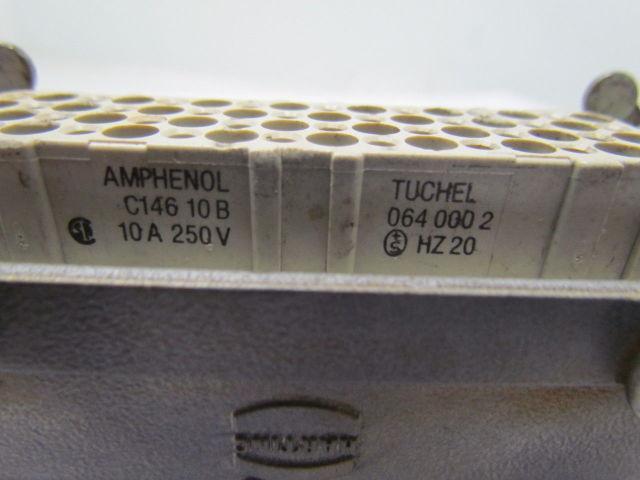 AMPHENOL
C146 10 B
10 A 250 V
TUCHEL
064 000 2
HZ 20